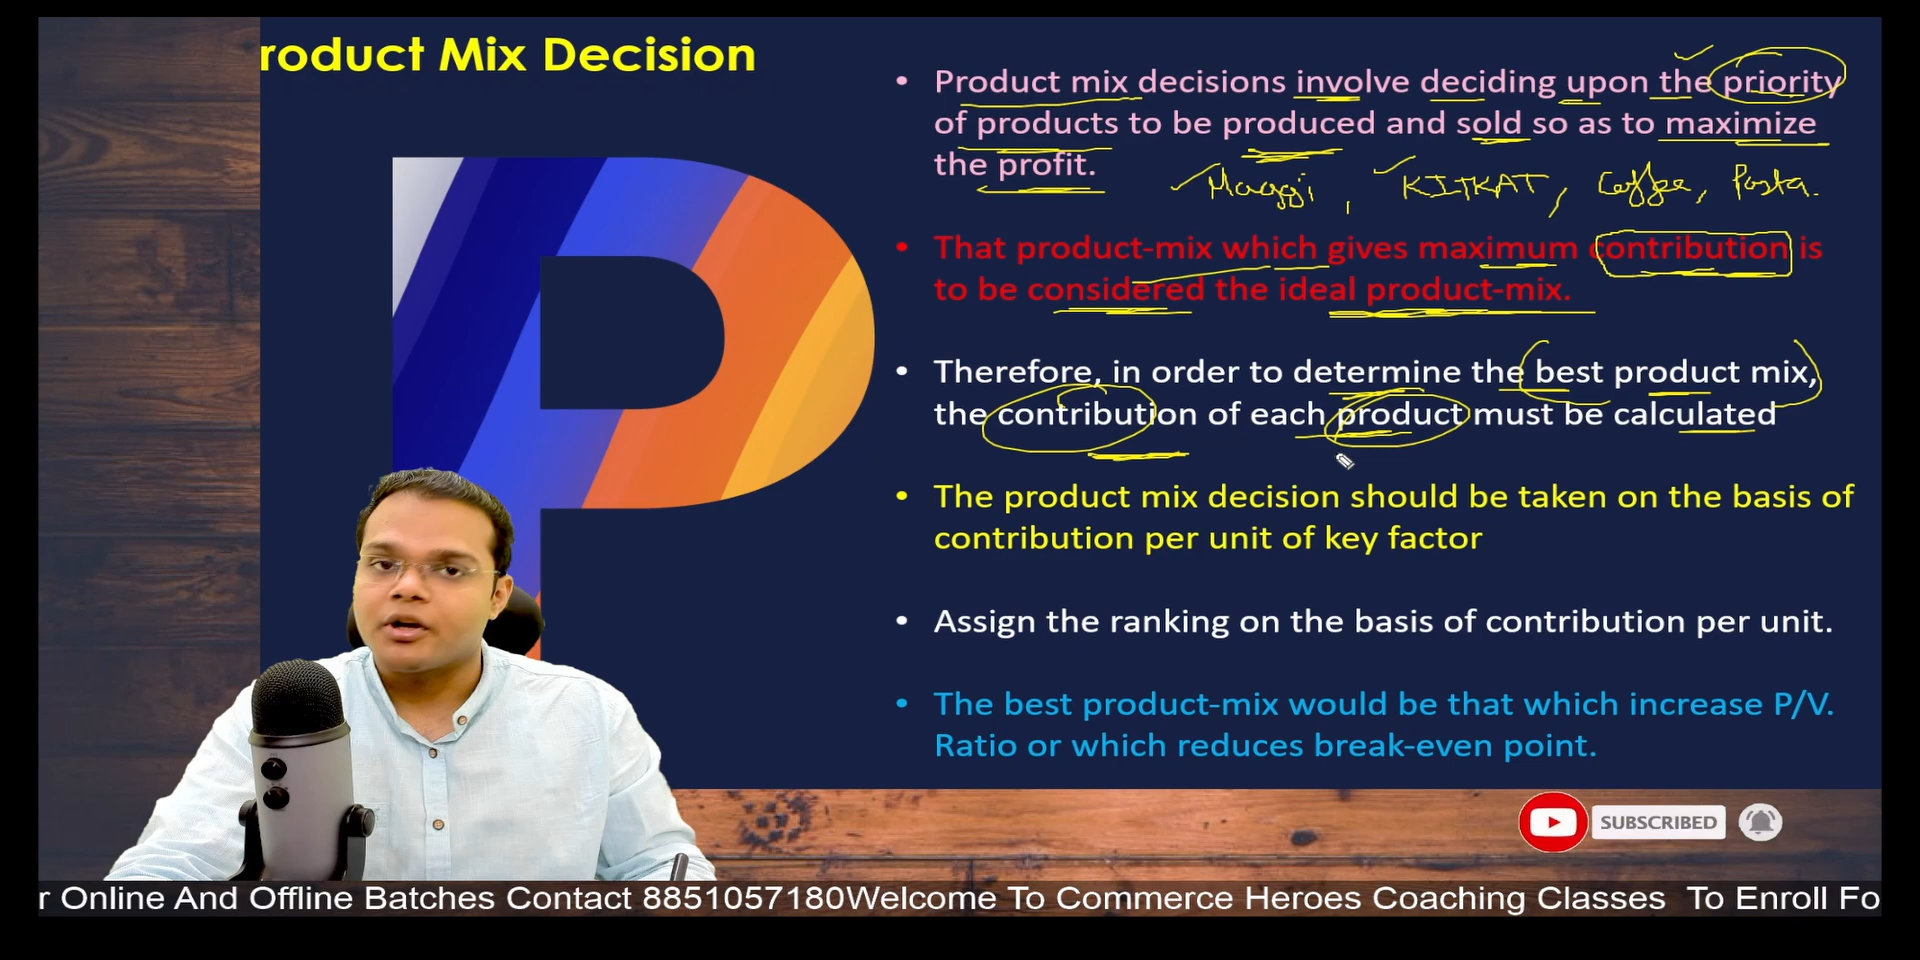 roduct Mix Decision
• Product mix decisions involve deciding upon the priority
of products to be produced and sold so as to maximize
the profit.
Maggi, KITKAT, Coffee, Pasta.
• That product-mix which gives maximum contribution is
to be considered the ideal product-mix.
• Therefore, in order to determine the best product mix,
the contribution of each product must be calculated
• The product mix decision should be taken on the basis of
contribution per unit of key factor
• Assign the ranking on the basis of contribution per unit.
• The best product-mix would be that which increase P/V.
Ratio or which reduces break-even point.
SUBSCRIBED
r Online And Offline Batches Contact 8851057180Welcome To Commerce Heroes Coaching Classes To Enroll Fo